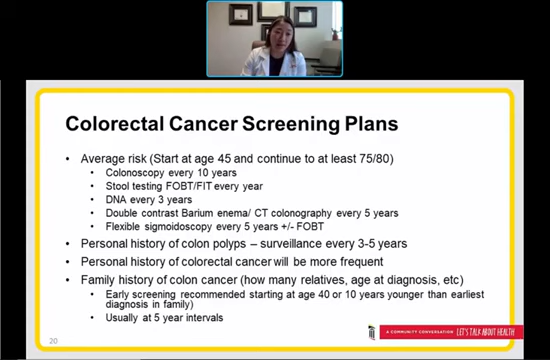 Colorectal Cancer Screening Plans
• Average risk (Start at age 45 and continue to at least 75/80)
• Colonoscopy every 10 years
• Stool testing FOBT/FIT every year
• DNA every 3 years
• Double contrast Barium enema/ CT colonography every 5 years
• Flexible sigmoidoscopy every 5 years +/- FOBT
• Personal history of colon polyps – surveillance every 3-5 years
• Personal history of colorectal cancer will be more frequent
• Family history of colon cancer (how many relatives, age at diagnosis, etc)
• Early screening recommended starting at age 40 or 10 years younger than earliest
diagnosis in family)
• Usually at 5 year intervals
20
A COMMUNITY CONVERSATION LET'S TALK ABOUT HEALTH